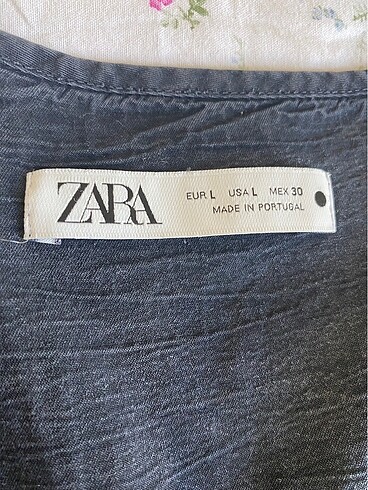 ZARA
EUR L USA L MEX 30
MADE IN PORTUGAL